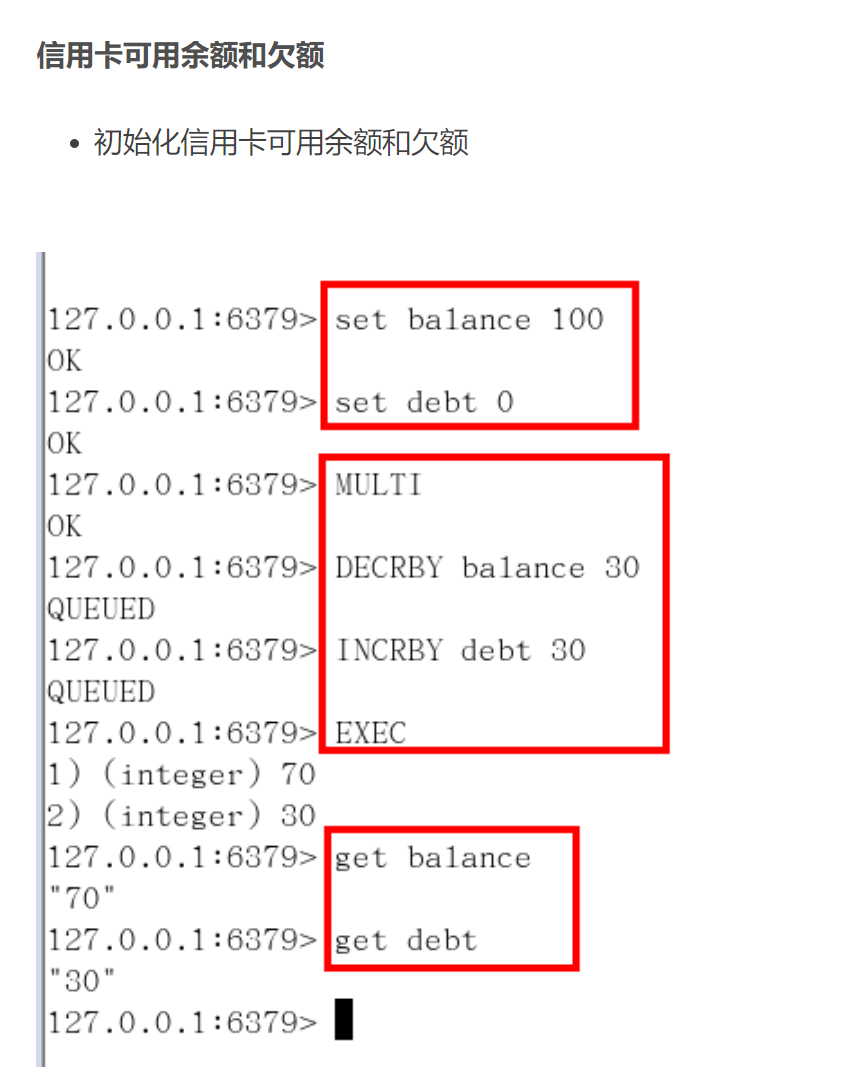 信用卡可用余额和欠额
• 初始化信用卡可用余额和欠额
127.0.0.1:6379> set balance 100
OK
127.0.0.1:6379> set debt 0
OK
127.0.0.1:6379> MULTI
OK
127.0.0.1:6379> DECRBY balance 30
QUEUED
127.0.0.1:6379> INCRBY debt 30
QUEUED
127.0.0.1:6379> EXEC
1) (integer) 70
2) (integer) 30
127.0.0.1:6379> get balance
"70"
127.0.0.1:6379> get debt
"30"
127.0.0.1:6379>